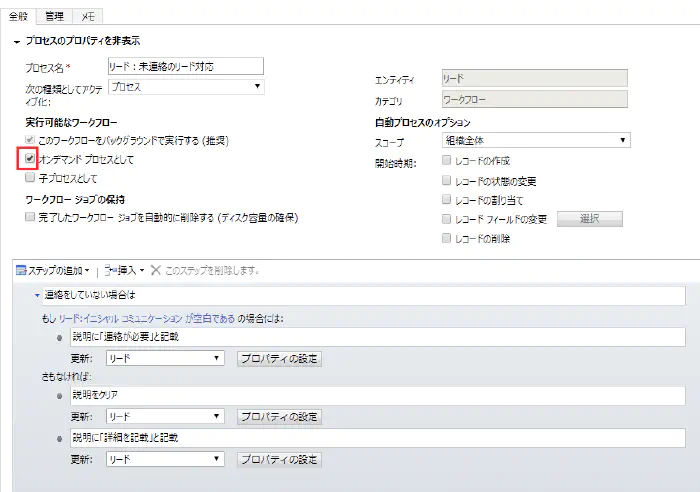 全般 管理 メモ
プロセスのプロパティを非表示
プロセス名* リード：未連絡のリード対応
次の種類としてアクティブ化: プロセス
エンティティ リード
カテゴリ ワークフロー
実行可能なワークフロー
このワークフローをバックグラウンドで実行する (推奨)
オンデマンド プロセスとして
子プロセスとして
ワークフロー ジョブの保持
完了したワークフロー ジョブを自動的に削除する (ディスク容量の確保)
自動プロセスのオプション
スコープ 組織全体
開始時期: レコードの作成
レコードの状態の変更
レコードの割り当て
レコード フィールドの変更 選択
レコードの削除
ステップの追加 挿入 このステップを削除します。
連絡をしていない場合は
もし リード:イニシャル コミュニケーション が空白である の場合には:
説明に「連絡が必要」と記載
更新: リード プロパティの設定
さもなければ:
説明をクリア
更新: リード プロパティの設定
説明に「詳細を記載」と記載
更新: リード プロパティの設定